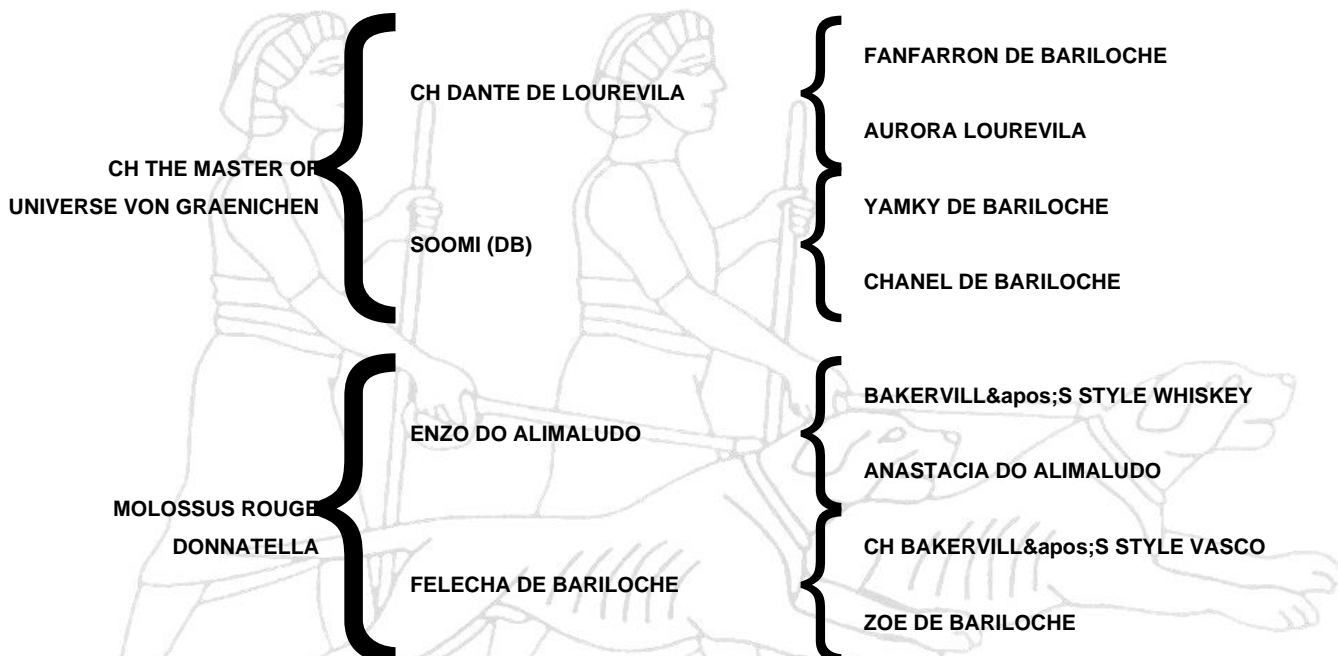 CH THE MASTER OF
UNIVERSE VON GRAENICHEN
MOLOSSUS ROUGE
DONNATELLA
CH DANTE DE LOUREVILA
SOOMI (DB)
ENZO DO ALIMALUDO
FELECHA DE BARILOCHE
FANFARRON DE BARILOCHE
AURORA LOUREVILA
YAMKY DE BARILOCHE
CHANEL DE BARILOCHE
BAKERVILL&apos;S STYLE WHISKEY
ANASTACIA DO ALIMALUDO
CH BAKERVILL&apos;S STYLE VASCO
ZOE DE BARILOCHE